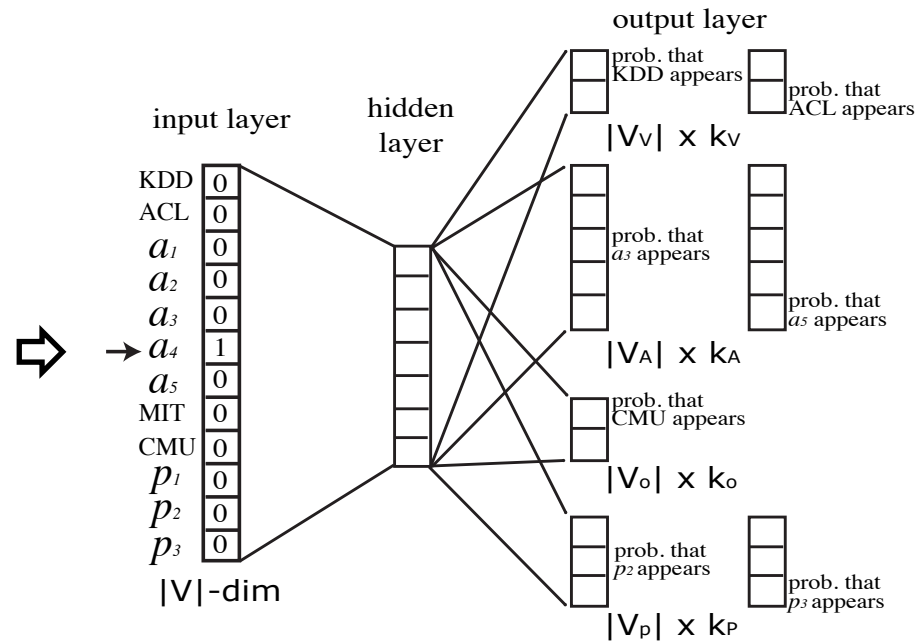 output layer
prob. that
KDD appears
prob. that
ACL appears
|Vv| x kv
input layer
hidden
layer
KDD 0
ACL 0
a1 0
a2 0
a3 0
a4 1
a5 0
MIT 0
CMU 0
p1 0
p2 0
p3 0
|V|-dim
prob. that
a3 appears
prob. that
a5 appears
|VA| x kA
prob. that
CMU appears
|Vo| x ko
prob. that
p2 appears
prob. that
p3 appears
|Vp| x kP